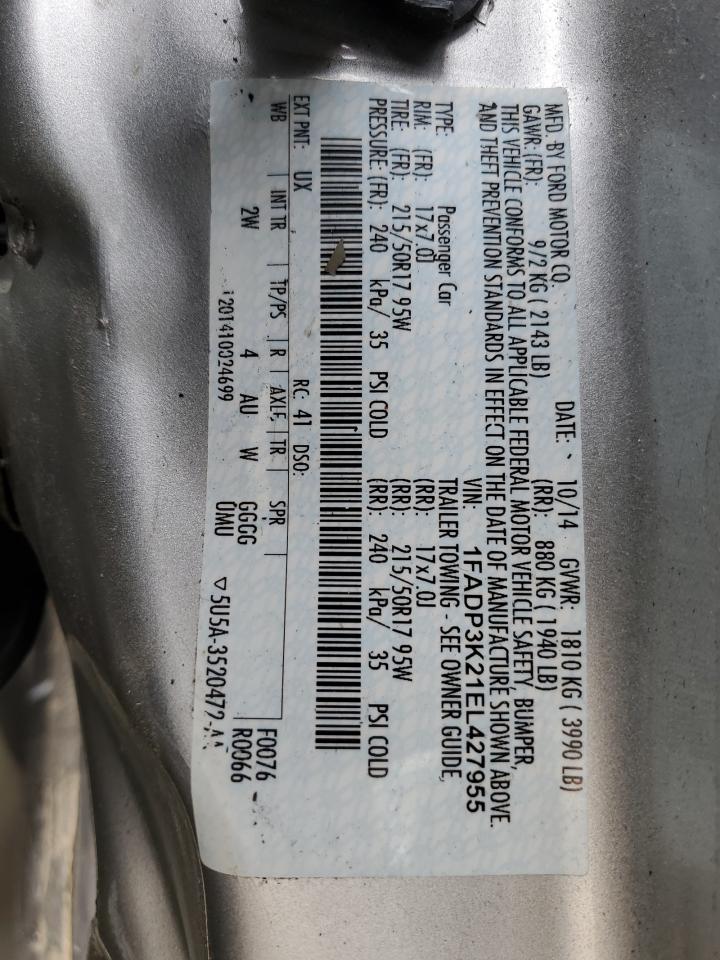 MFD. BY FORD MOTOR CO.
DATE: 10/14 GVWR: 1810 KG ( 3990 LB)
GAWR: (FR): 972 KG ( 2143 LB) (RR): 880 KG ( 1940 LB)
THIS VEHICLE CONFORMS TO ALL APPLICABLE FEDERAL MOTOR VEHICLE SAFETY, BUMPER,
AND THEFT PREVENTION STANDARDS IN EFFECT ON THE DATE OF MANUFACTURE SHOWN ABOVE.
VIN: 1FADP3K21EL427955
TYPE: Passenger Car TRAILER TOWING - SEE OWNER GUIDE,
RIM: (FR): 17x7.0J (RR): 17x7.0J
TIRE: (FR): 215/50R17 95W (RR): 215/50R17 95W
PRESSURE: (FR): 240 kPa/ 35 PSI COLD (RR): 240 kPa/ 35 PSI COLD
EXT PNT: UX RC: 41 DSO:
WB INT TR TP/PS R AXLE TR SPR
2W 4 AU W GGCG
UMU
F0076
R0066
1201410024699
5U5A-3520472-AA